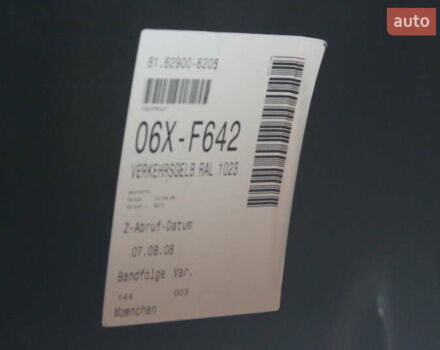 auto
81.62900-6205
06X-F642
VERKEHRSGELB RAL 1023
Z-Abruf-Datum
07.08.08
Bandfolge Var.
144 003
Muenchen